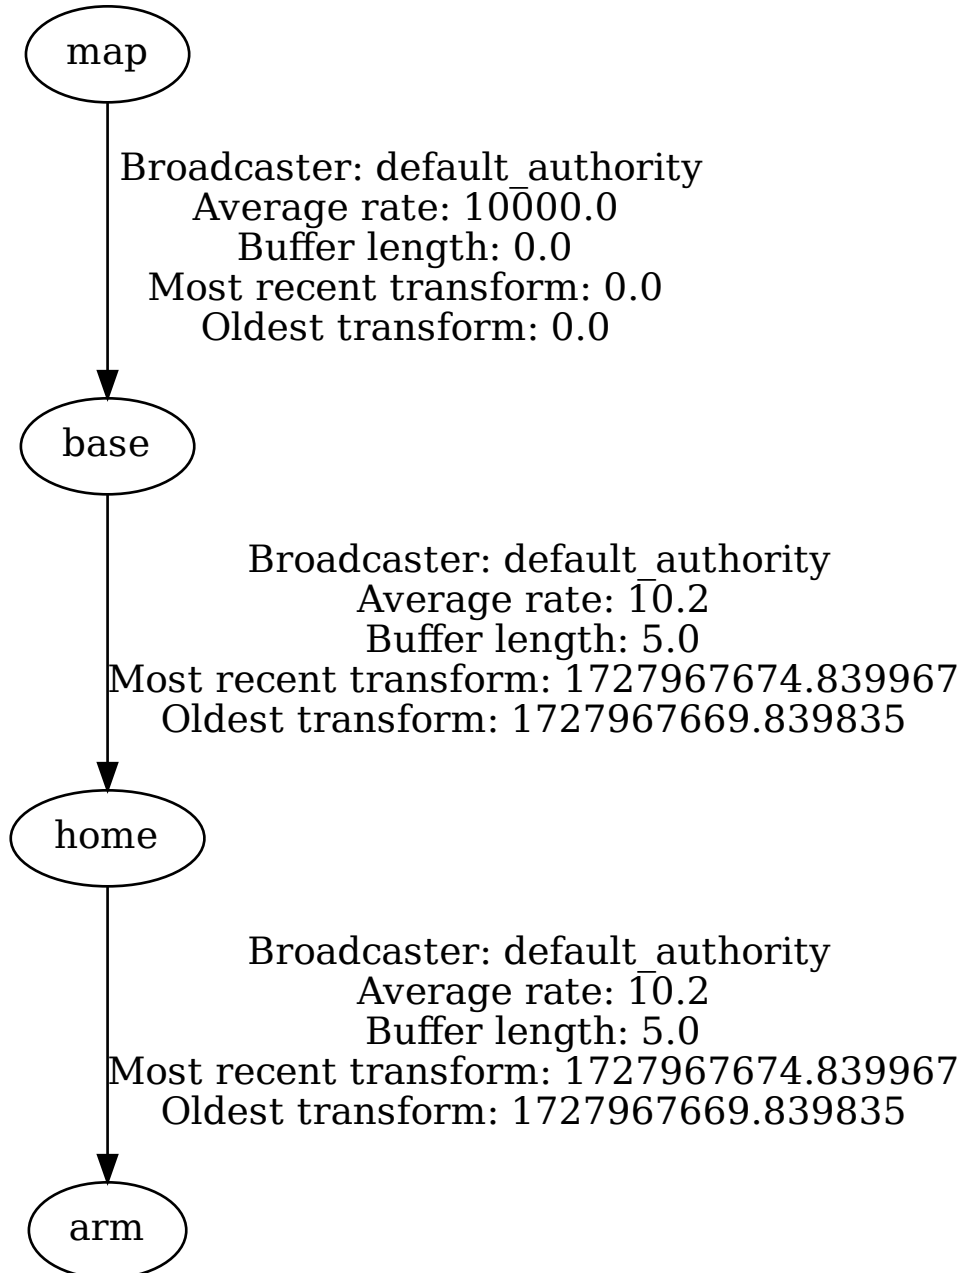 map
Broadcaster: default_authority
Average rate: 10000.0
Buffer length: 0.0
Most recent transform: 0.0
Oldest transform: 0.0
base
Broadcaster: default_authority
Average rate: 10.2
Buffer length: 5.0
Most recent transform: 1727967674.839967
Oldest transform: 1727967669.839835
home
Broadcaster: default_authority
Average rate: 10.2
Buffer length: 5.0
Most recent transform: 1727967674.839967
Oldest transform: 1727967669.839835
arm